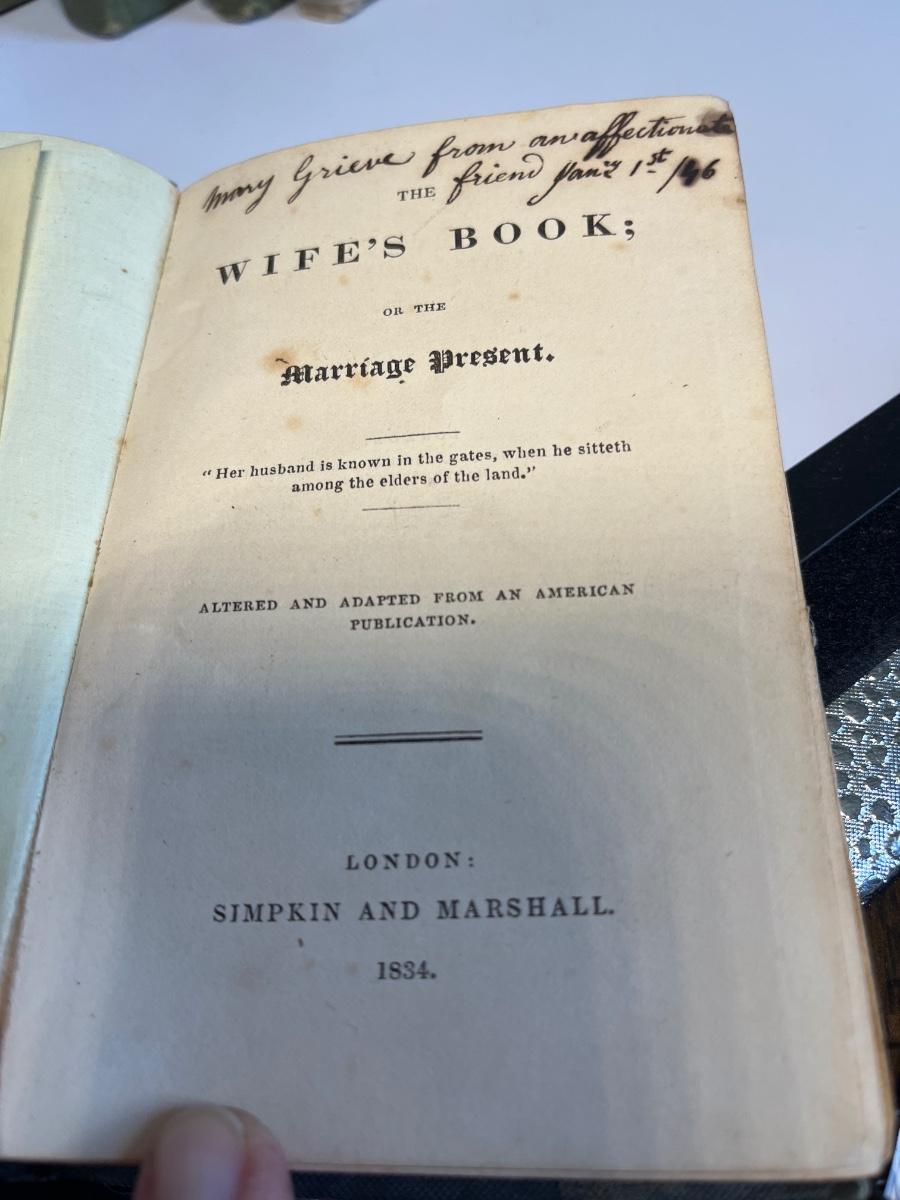 Mary Grieve from an affectionate
friend Jany 1st /46
THE
WIFE'S BOOK;
OR THE
Marriage Present.
"Her husband is known in the gates, when he sitteth
among the elders of the land."
ALTERED AND ADAPTED FROM AN AMERICAN
PUBLICATION.
LONDON:
SIMPKIN AND MARSHALL.
1834.